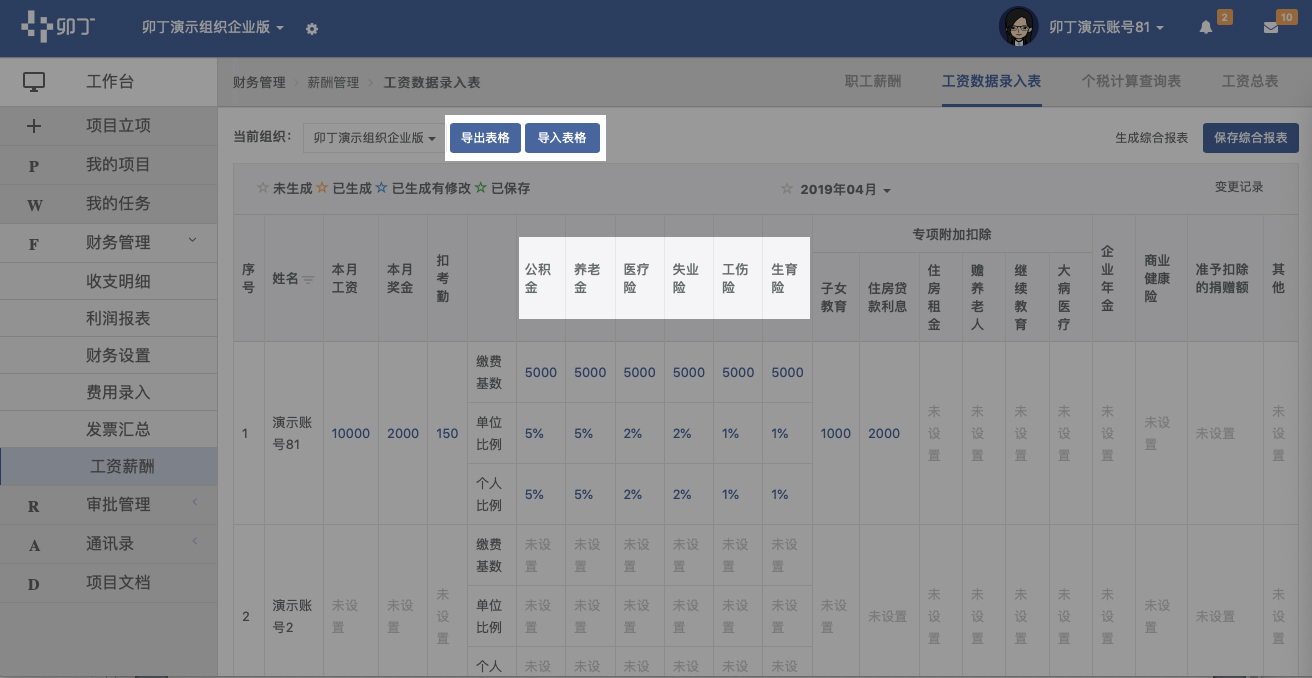 卯丁 卯丁演示组织企业版 卯丁演示账号81 2 10
工作台
项目立项
P 我的项目
W 我的任务
F 财务管理
收支明细
利润报表
财务设置
费用录入
发票汇总
工资薪酬
R 审批管理
A 通讯录
D 项目文档
财务管理 薪酬管理 工资数据录入表 职工薪酬 工资数据录入表 个税计算查询表 工资总表
当前组织: 卯丁演示组织企业版 导出表格 导入表格 生成综合报表 保存综合报表
☆未生成☆已生成☆已生成有修改☆已保存 ☆ 2019年04月 变更记录
序号 姓名 本月工资 本月奖金 扣考勤 公积金 养老金 医疗险 失业险 工伤险 生育险 专项附加扣除 企业年金 商业健康险 准予扣除的捐赠额 其他
子女教育 住房贷款利息 住房租金 赡养老人 继续教育 大病医疗
缴费基数 5000 5000 5000 5000 5000 5000
1 演示账号81 10000 2000 150 单位比例 5% 5% 2% 2% 1% 1% 1000 2000 未设置 未设置 未设置 未设置 未设置 未设置 未设置 未设置
个人比例 5% 5% 2% 2% 1% 1%
缴费基数 未设置 未设置 未设置 未设置 未设置 未设置
2 演示账号2 未设置 未设置 未设置 单位比例 未设置 未设置 未设置 未设置 未设置 未设置 未设置 未设置 未设置 未设置 未设置 未设置 未设置 未设置 未设置 未设置
个人 未设 未设 未设 未设 未设 未设